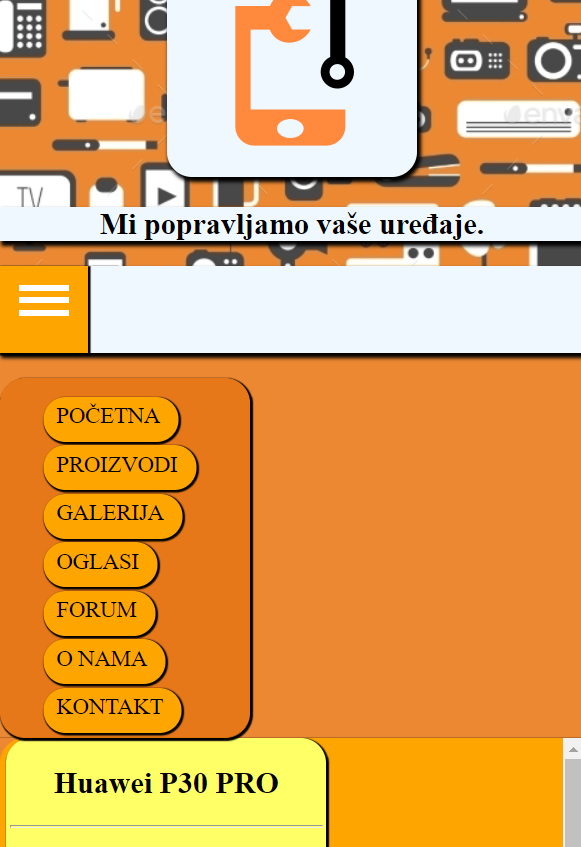 TV
Mi popravljamo vaše uređaje.
POČETNA
PROIZVODI
GALERIJA
OGLASI
FORUM
O NAMA
KONTAKT
Huawei P30 PRO